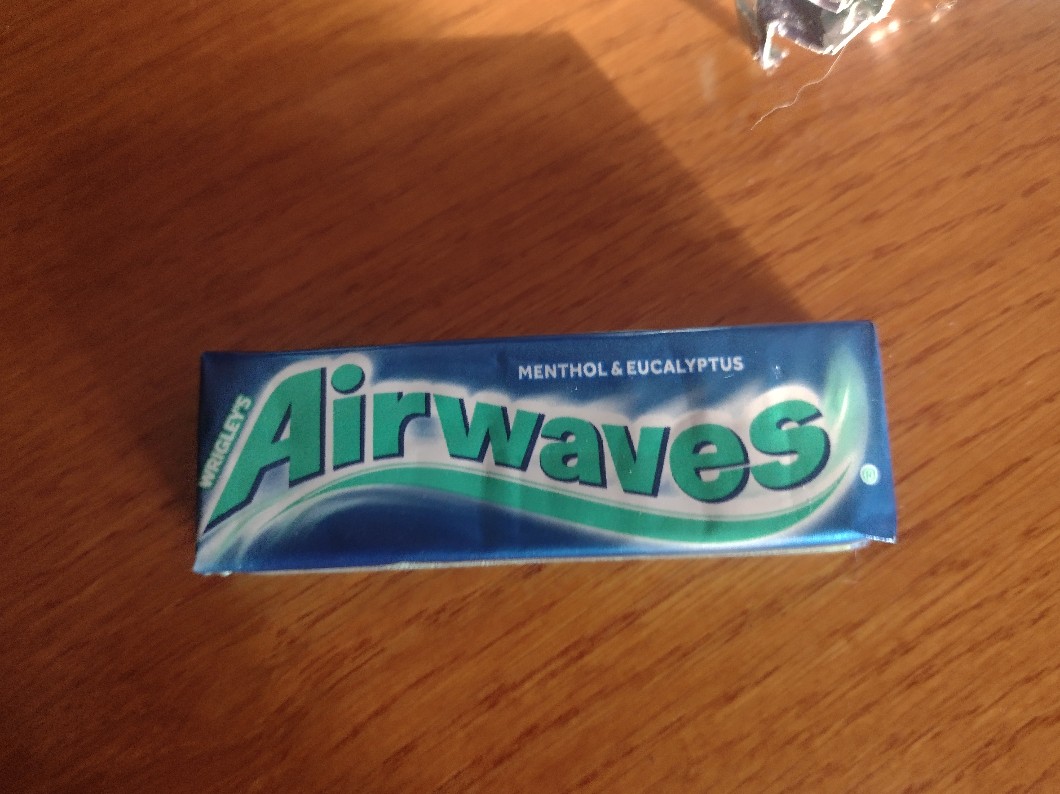 MENTHOL & EUCALYPTUS
WRIGLEY'S
Airwaves